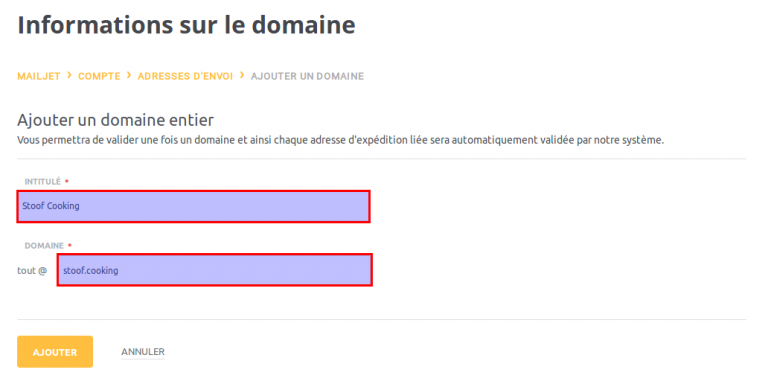 Informations sur le domaine
MAILJET > COMPTE > ADRESSES D'ENVOI > AJOUTER UN DOMAINE
Ajouter un domaine entier
Vous permettra de valider une fois un domaine et ainsi chaque adresse d'expédition liée sera automatiquement validée par notre système.
INTITULÉ *
Stoof Cooking
DOMAINE *
tout @ stoof.cooking
AJOUTER ANNULER